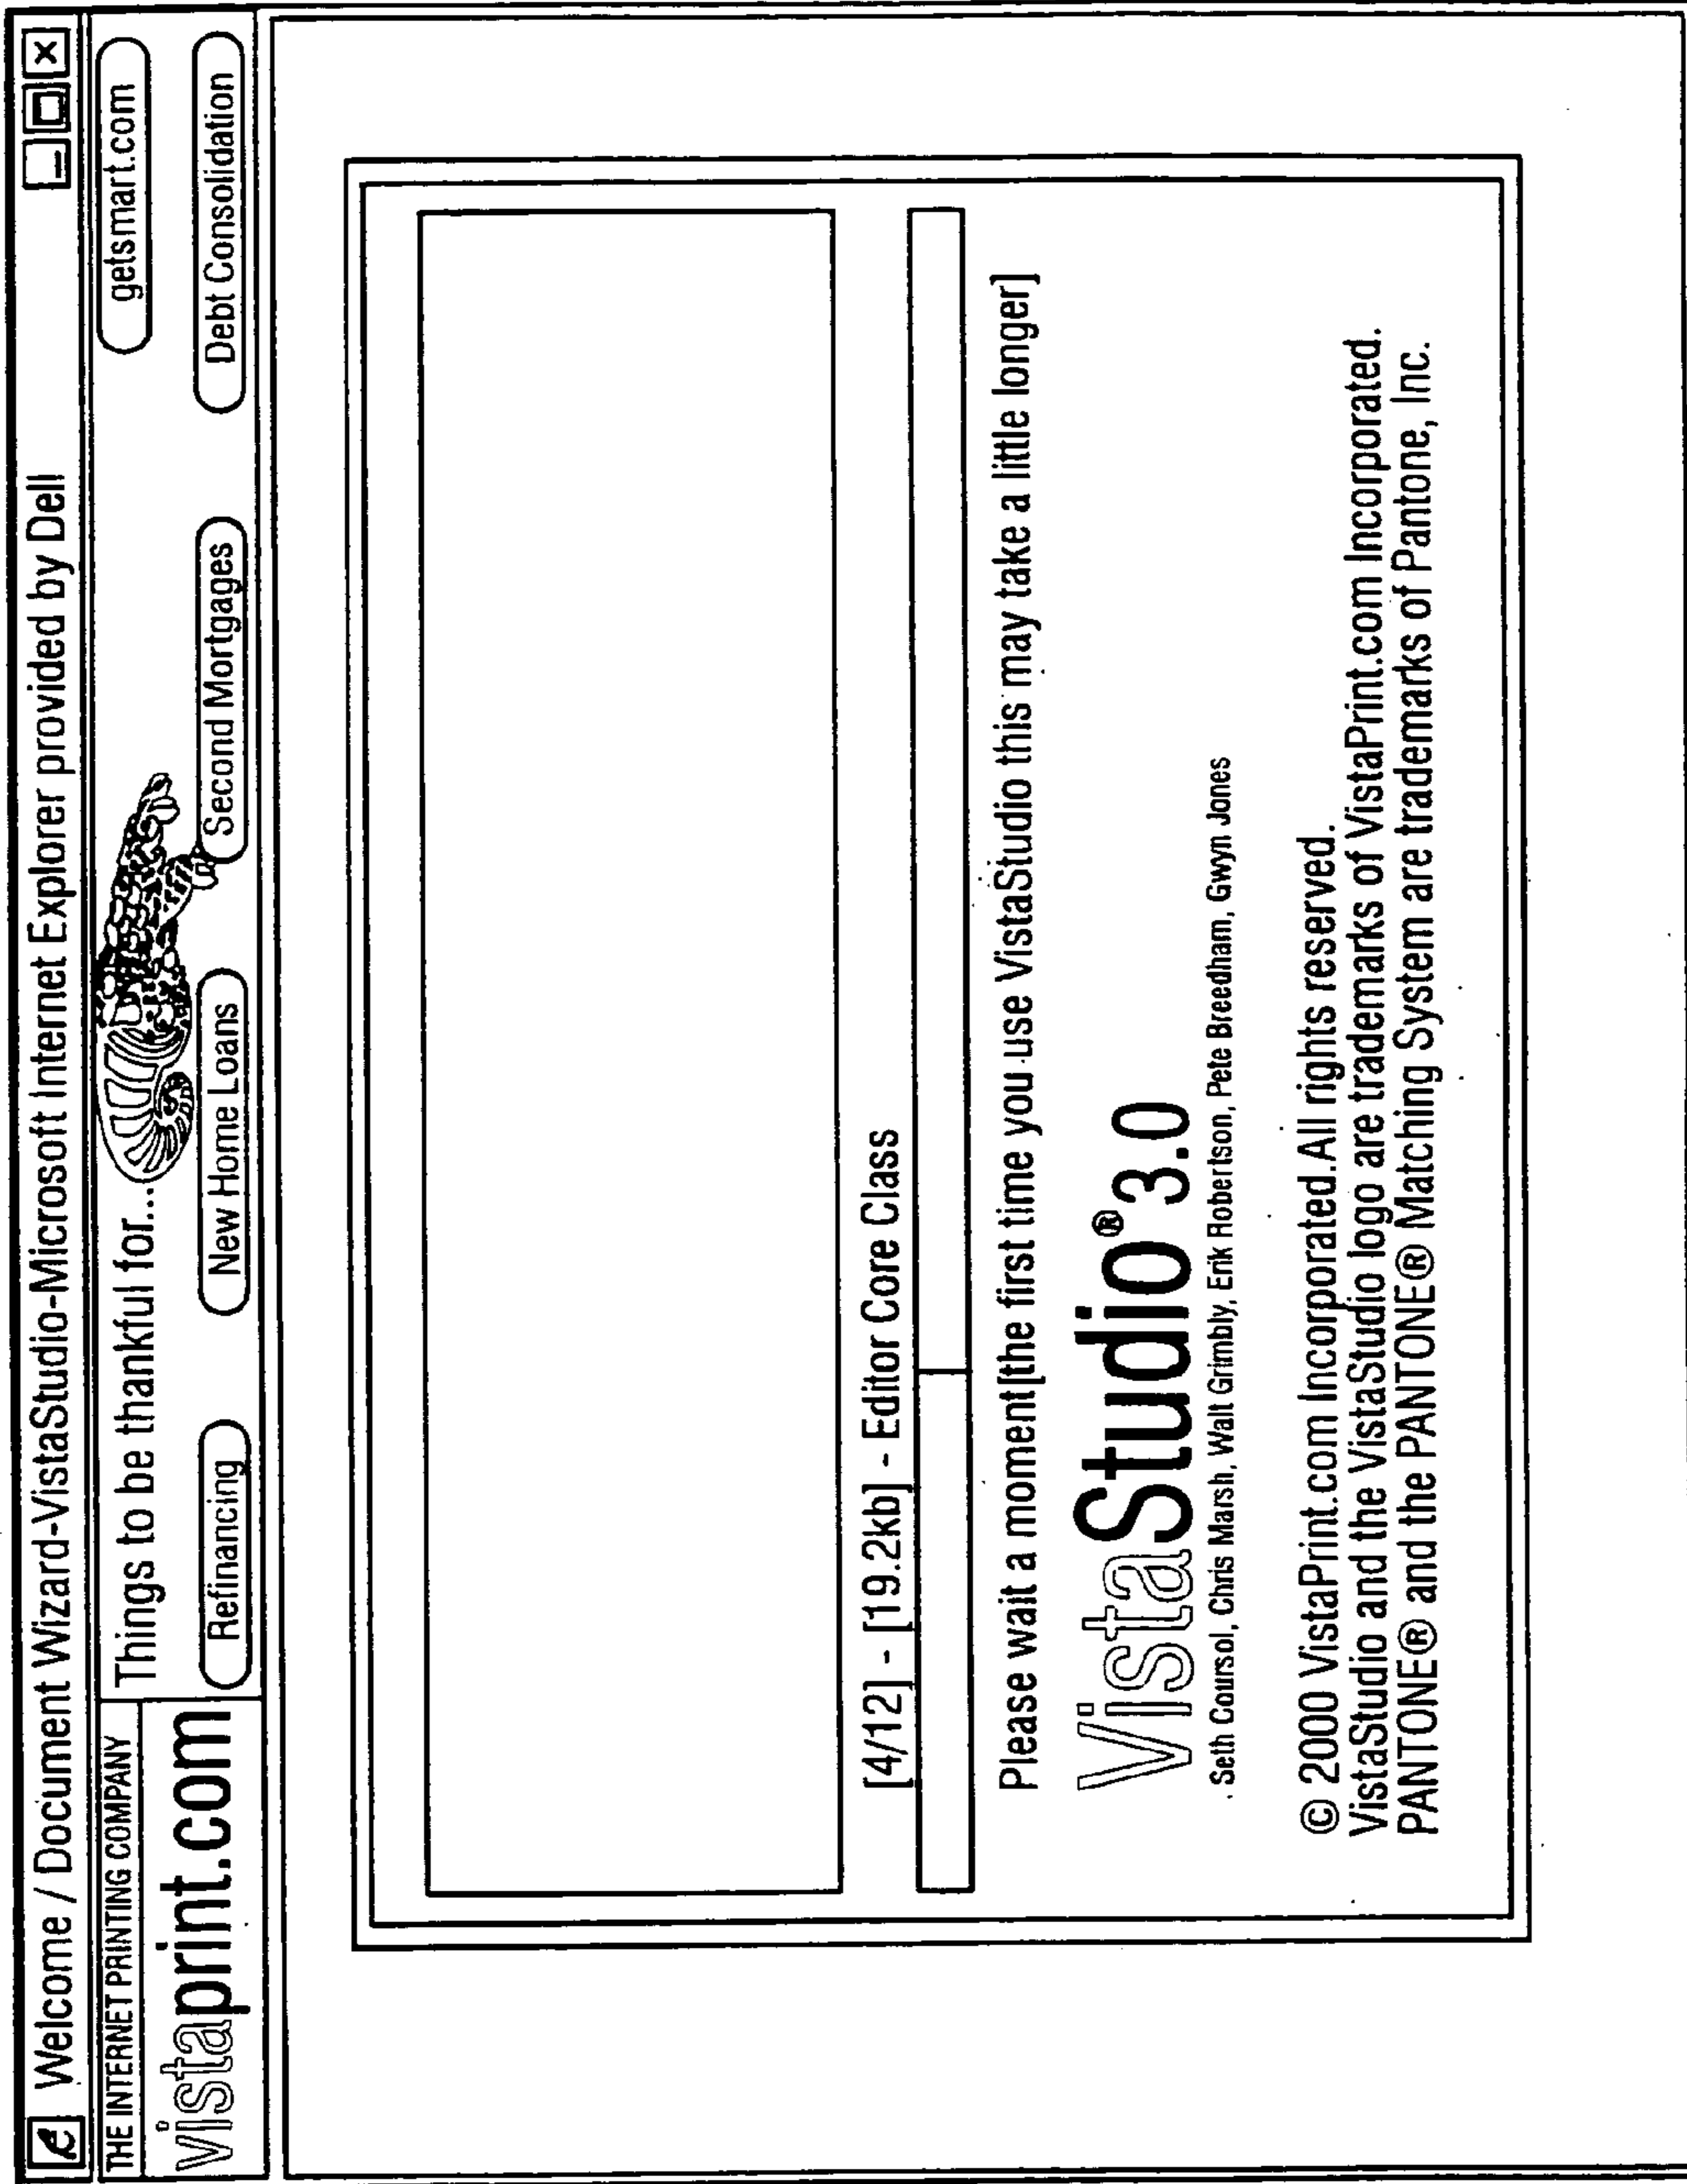 Welcome / Document Wizard-VistaStudio-Microsoft Internet Explorer provided by Dell
THE INTERNET PRINTING COMPANY
vistaprint.com
Things to be thankful for...
getsmart.com
Refinancing
New Home Loans
Second Mortgages
Debt Consolidation
[4/12] - [19.2kb] - Editor Core Class
Please wait a moment[the first time you use VistaStudio this may take a little longer]
VistaStudio® 3.0
Seth Coursol, Chris Marsh, Walt Grimbly, Erik Robertson, Pete Breedham, Gwyn Jones
© 2000 VistaPrint.com Incorporated.All rights reserved.
VistaStudio and the VistaStudio logo are trademarks of VistaPrint.com Incorporated.
PANTONE® and the PANTONE® Matching System are trademarks of Pantone, Inc.